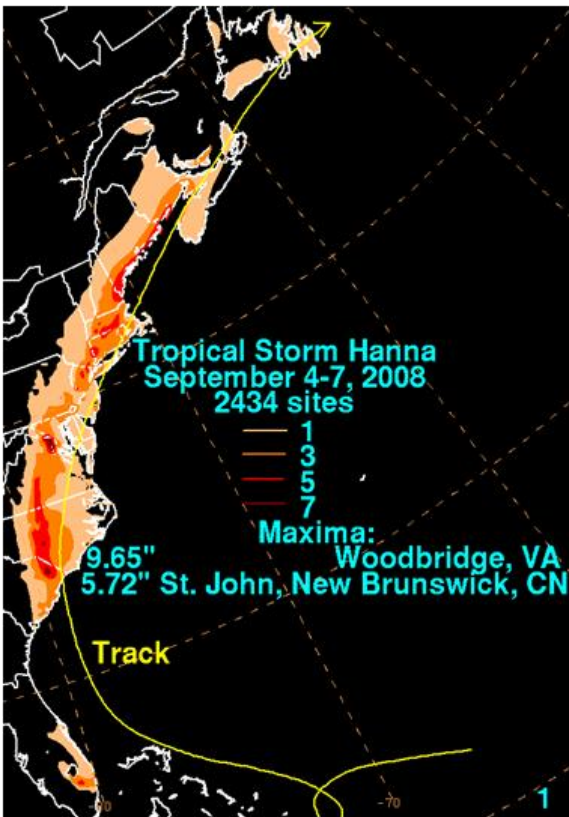 Tropical Storm Hanna
September 4-7, 2008
2434 sites
1
3
5
7
Maxima:
9.65" Woodbridge, VA
5.72" St. John, New Brunswick, CN
Track
-80 -70
1